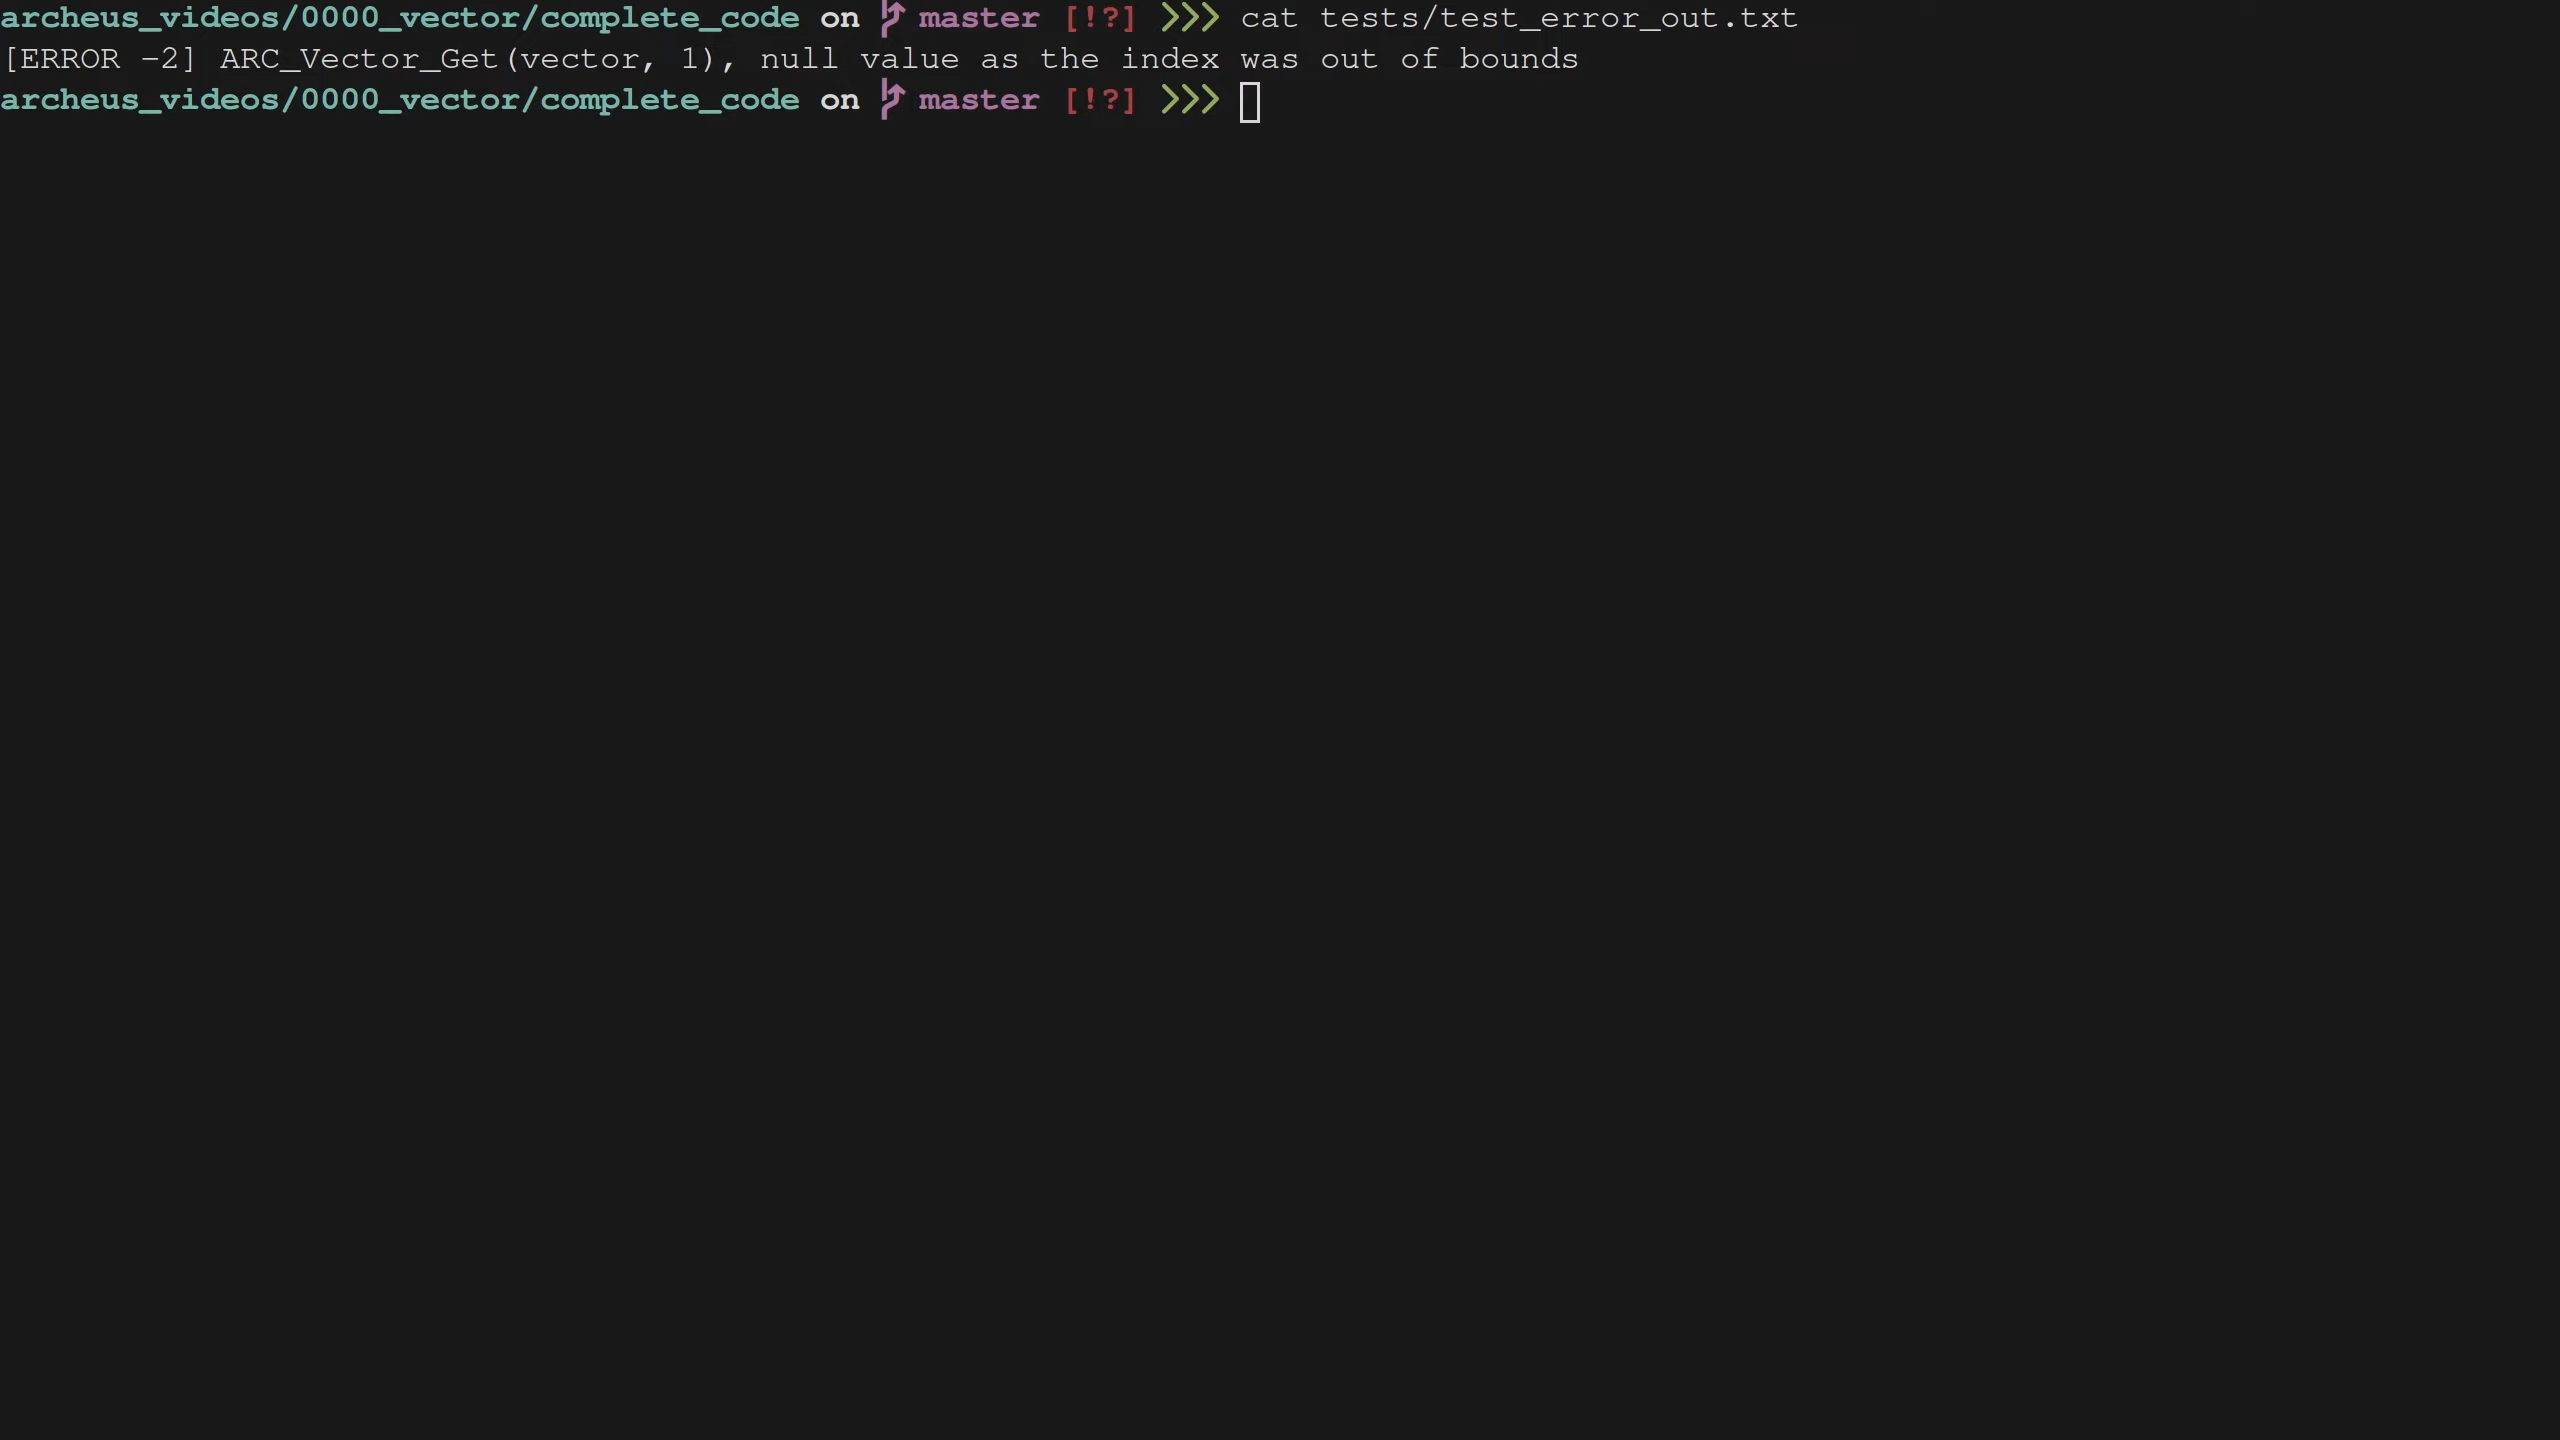 archeus_videos/0000_vector/complete_code on master [!?] >>> cat tests/test_error_out.txt
[ERROR -2] ARC_Vector_Get(vector, 1), null value as the index was out of bounds
archeus_videos/0000_vector/complete_code on master [!?] >>>